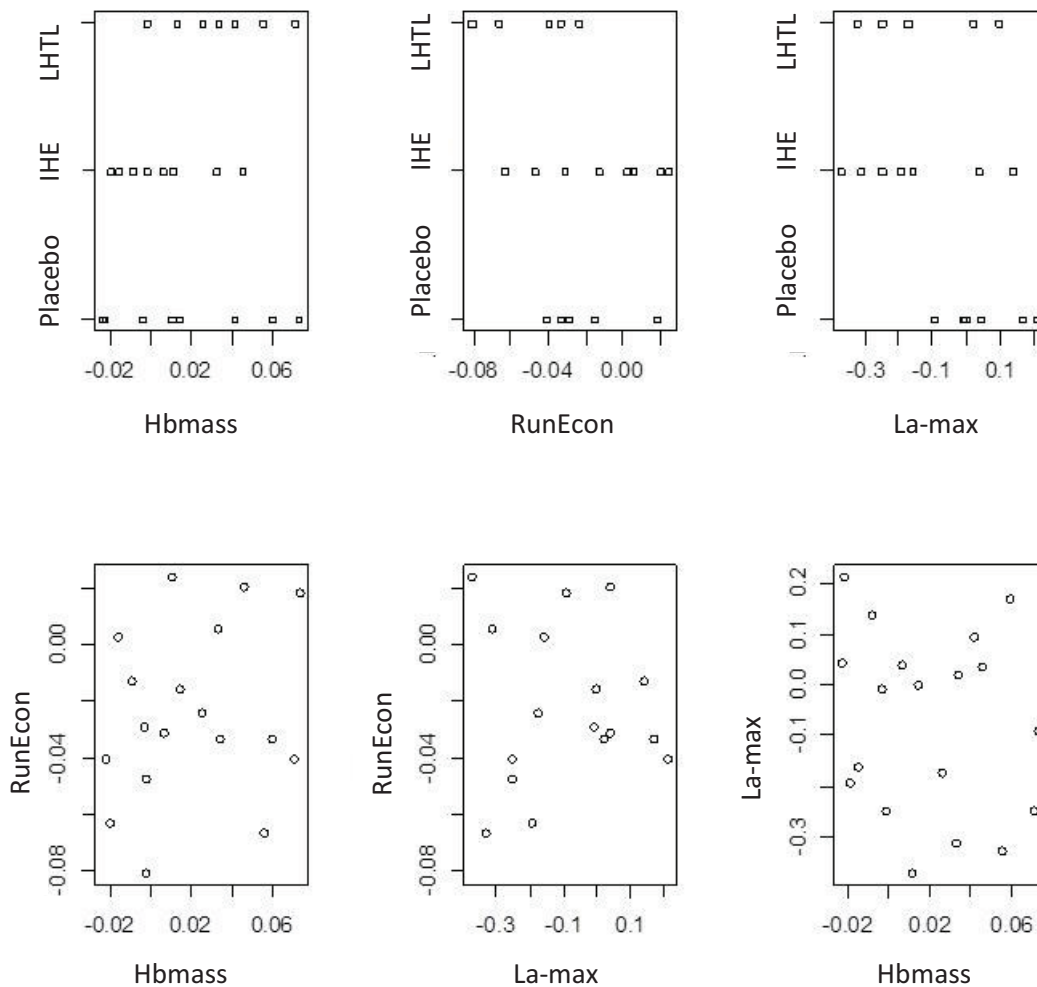 LHTL
IHE
Placebo
-0.02 0.02 0.06
Hbmass
LHTL
IHE
Placebo
-0.08 -0.04 0.00
RunEcon
LHTL
IHE
Placebo
-0.3 -0.1 0.1
La-max
RunEcon
0.00
-0.04
-0.08
-0.02 0.02 0.06
Hbmass
RunEcon
0.00
-0.04
-0.08
-0.3 -0.1 0.1
La-max
La-max
0.2
0.1
0.0
-0.1
-0.3
-0.02 0.02 0.06
Hbmass